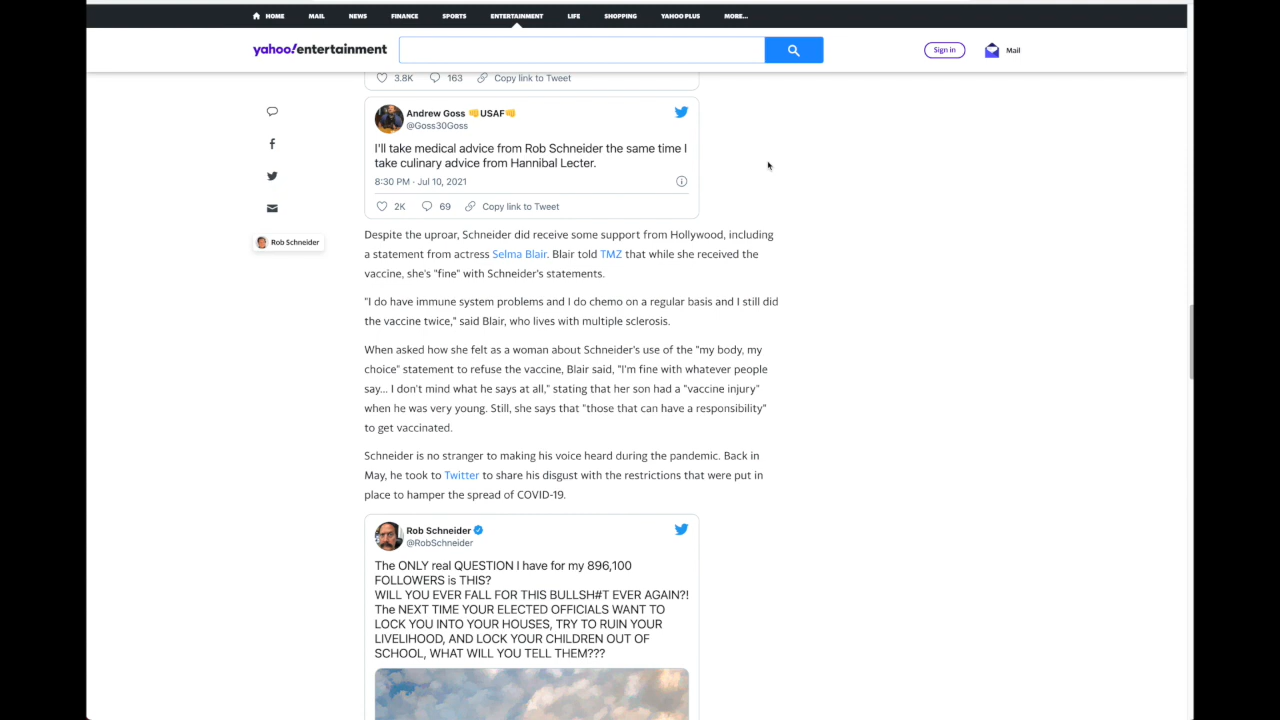 HOME MAIL NEWS FINANCE SPORTS ENTERTAINMENT LIFE SHOPPING YAHOO PLUS MORE...
yahoo!entertainment
Sign in
Mail
3.8K 163 Copy link to Tweet
Andrew Goss 👊USAF👊
@Goss30Goss
I'll take medical advice from Rob Schneider the same time I
take culinary advice from Hannibal Lecter.
8:30 PM · Jul 10, 2021
2K 69 Copy link to Tweet
Rob Schneider
Despite the uproar, Schneider did receive some support from Hollywood, including
a statement from actress Selma Blair. Blair told TMZ that while she received the
vaccine, she's "fine" with Schneider's statements.
"I do have immune system problems and I do chemo on a regular basis and I still did
the vaccine twice," said Blair, who lives with multiple sclerosis.
When asked how she felt as a woman about Schneider's use of the "my body, my
choice" statement to refuse the vaccine, Blair said, "I'm fine with whatever people
say... I don't mind what he says at all," stating that her son had a "vaccine injury"
when he was very young. Still, she says that "those that can have a responsibility"
to get vaccinated.
Schneider is no stranger to making his voice heard during the pandemic. Back in
May, he took to Twitter to share his disgust with the restrictions that were put in
place to hamper the spread of COVID-19.
Rob Schneider
@RobSchneider
The ONLY real QUESTION I have for my 896,100
FOLLOWERS is THIS?
WILL YOU EVER FALL FOR THIS BULLSH#T EVER AGAIN?!
The NEXT TIME YOUR ELECTED OFFICIALS WANT TO
LOCK YOU INTO YOUR HOUSES, TRY TO RUIN YOUR
LIVELIHOOD, AND LOCK YOUR CHILDREN OUT OF
SCHOOL, WHAT WILL YOU TELL THEM???